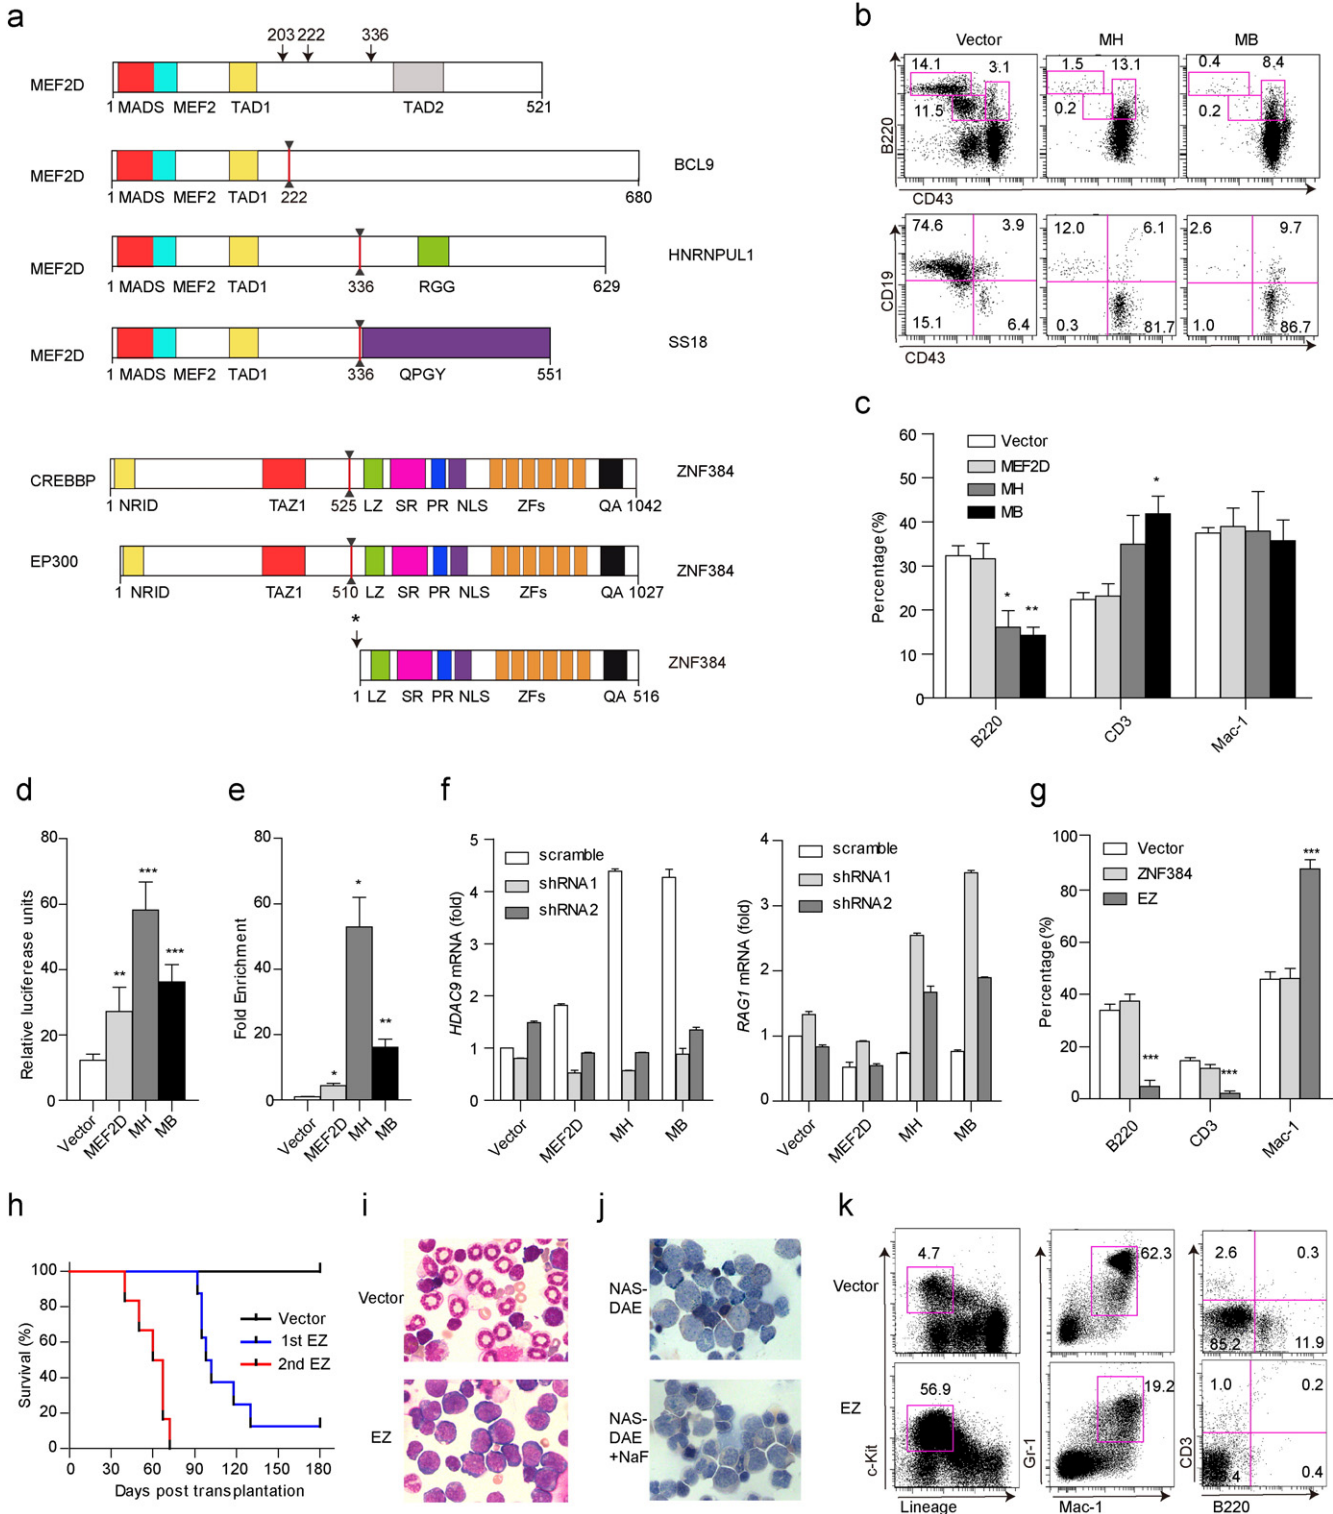 a
203 222 336
MEF2D
1 MADS MEF2 TAD1 TAD2 521
MEF2D BCL9
1 MADS MEF2 TAD1 222 680
MEF2D HNRNPUL1
1 MADS MEF2 TAD1 336 RGG 629
MEF2D SS18
1 MADS MEF2 TAD1 336 QPGY 551
CREBBP ZNF384
1 NRID TAZ1 525 LZ SR PR NLS ZFs QA 1042
EP300 ZNF384
1 NRID TAZ1 510 LZ SR PR NLS ZFs QA 1027
*
ZNF384
1 LZ SR PR NLS ZFs QA 516
b
Vector MH MB
14.1 3.1 1.5 13.1 0.4 8.4
11.5 0.2 0.2
B220
CD43
74.6 3.9 12.0 6.1 2.6 9.7
CD19
15.1 6.4 0.3 81.7 1.0 86.7
CD43
c
Percentage (%)
60
50
40
30
20
10
0
Vector
MEF2D
MH
MB
* ** *
B220 CD3 Mac-1
d
Relative luciferease units
80
60
40
20
0
** *** ***
Vector MEF2D MH MB
e
Fold Enrichment
80
60
40
20
0
* * **
Vector MEF2D MH MB
f
HDAC9 mRNA (fold)
5
4
3
2
1
0
scramble
shRNA1
shRNA2
Vector MEF2D MH MB
RAG1 mRNA (fold)
4
3
2
1
0
scramble
shRNA1
shRNA2
Vector MEF2D MH MB
g
Percentage (%)
100
80
60
40
20
0
Vector
ZNF384
EZ
*** *** ***
B220 CD3 Mac-1
h
Survival (%)
100
80
60
40
20
0
Vector
1st EZ
2nd EZ
0 30 60 90 120 150 180
Days post transplantation
i
Vector
EZ
j
NAS-
DAE
NAS-
DAE
+NaF
k
Vector
4.7 62.3 2.6 0.3
85.2 11.9
EZ
56.9 19.2 1.0 0.2
0.4
c-Kit Gr-1 CD3
Lineage Mac-1 B220